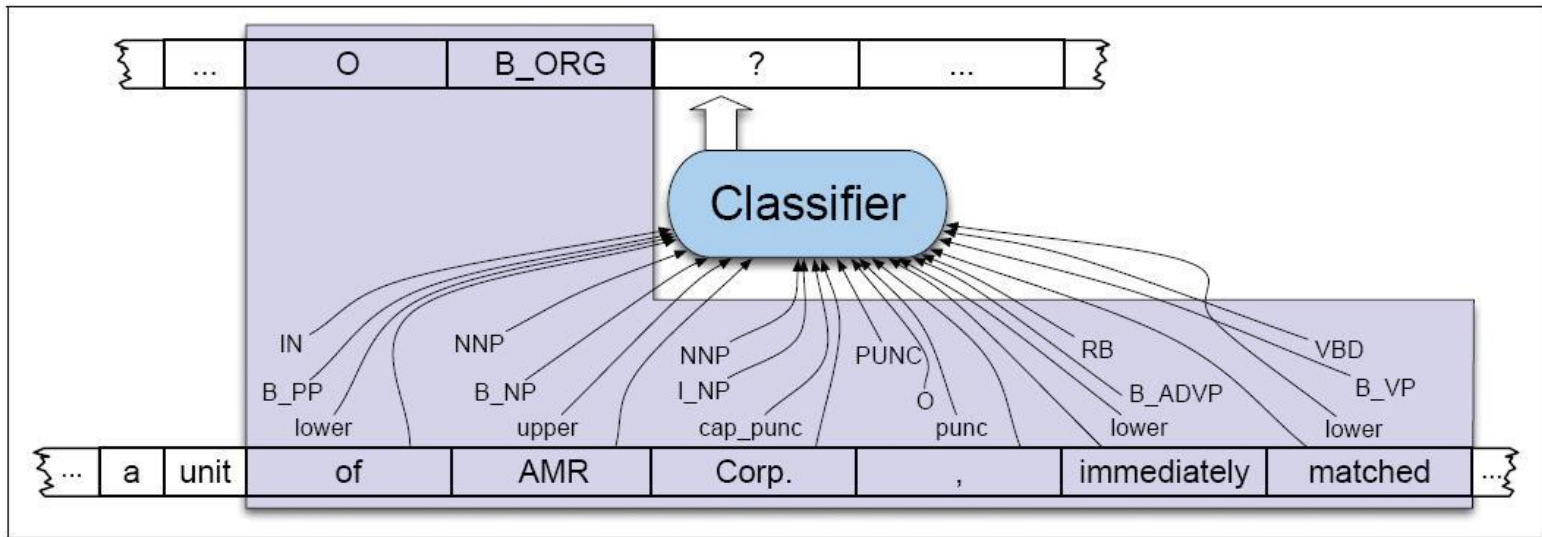 ... O B_ORG ? ...
Classifier
IN NNP NNP PUNC RB VBD
B_PP B_NP I_NP O B_ADVP B_VP
lower upper cap_punc punc lower lower
... a unit of AMR Corp. , immediately matched ...